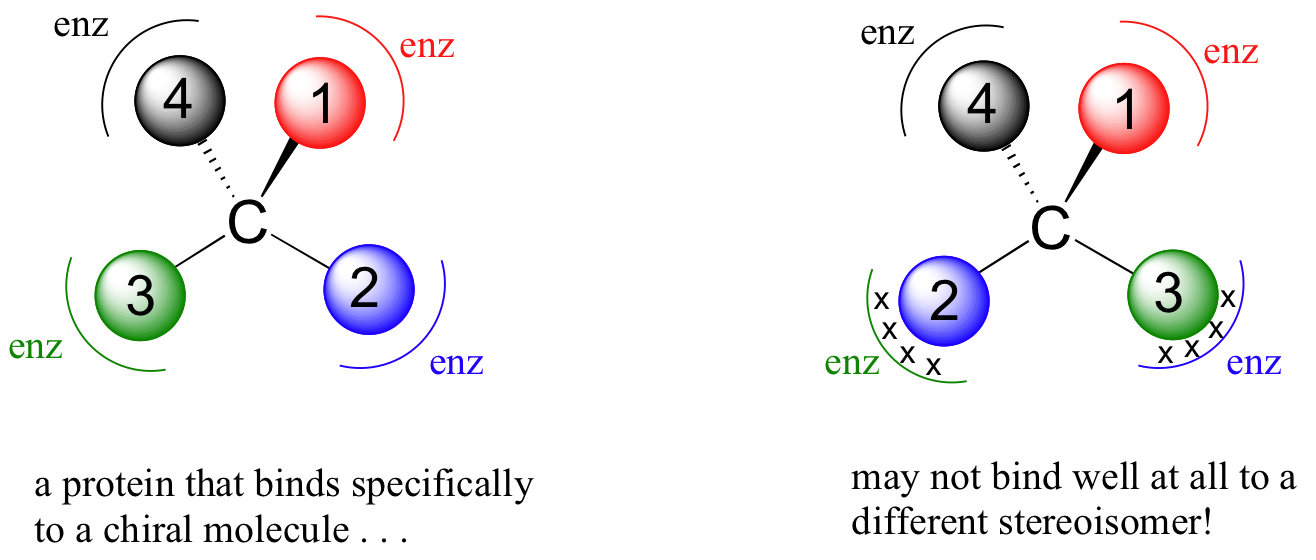 enz
enz
4
1
C
3
2
enz
enz
a protein that binds specifically
to a chiral molecule . . .
enz
enz
4
1
C
2
3
x
x
x
x
x
x
x
x
enz
enz
may not bind well at all to a
different stereoisomer!